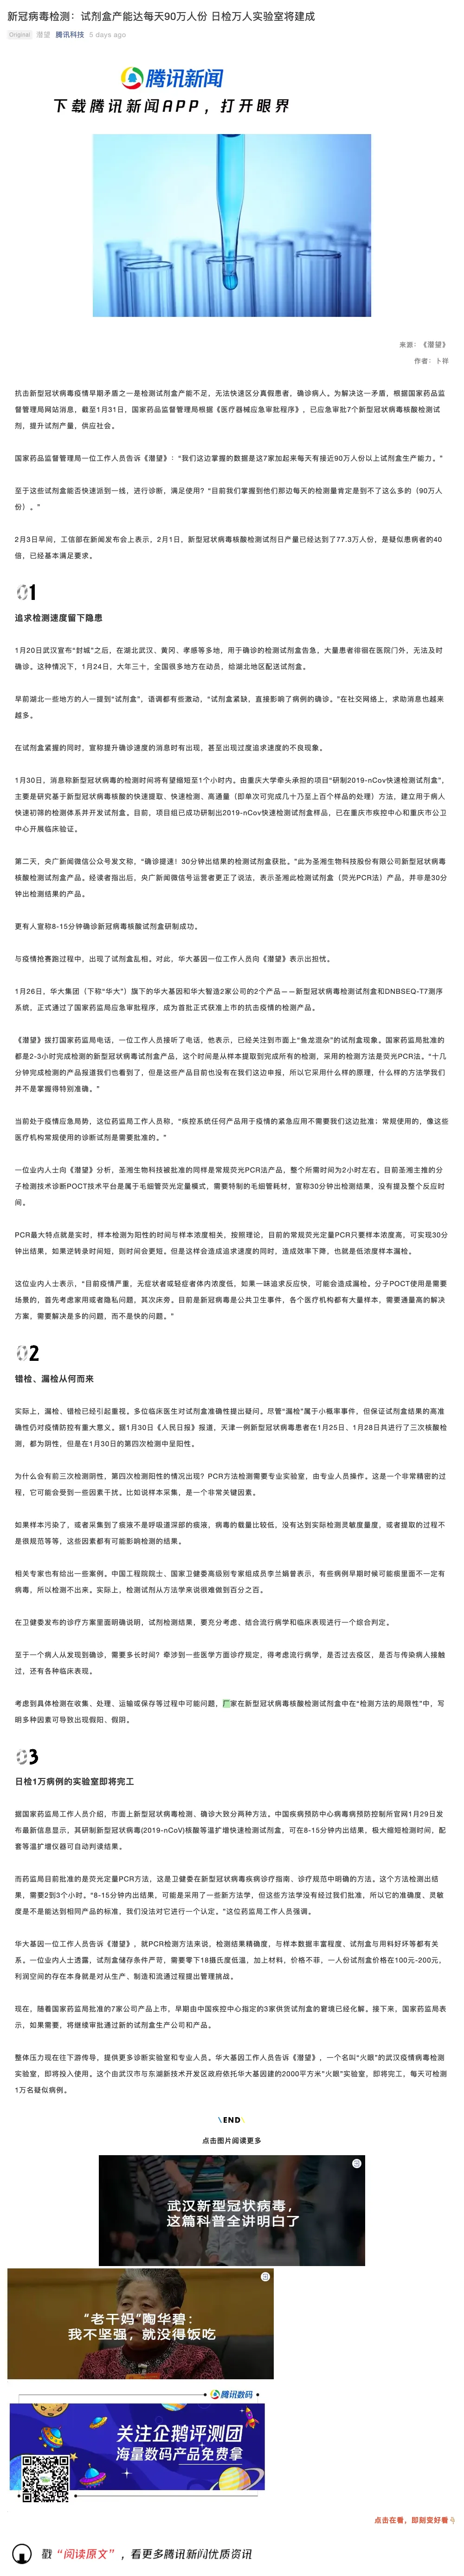 新冠病毒检测：试剂盒产能达每天90万人份 日检万人实验室将建成
Original 潜望 腾讯科技 5 days ago
腾讯新闻
下载腾讯新闻APP，打开眼界
来源：《潜望》
作者：卜祥
抗击新型冠状病毒疫情早期矛盾之一是检测试剂盒产能不足，无法快速区分真假患者，确诊病人。为解决这一矛盾，根据国家药品监
督管理局网站消息，截至1月31日，国家药品监督管理局根据《医疗器械应急审批程序》，已应急审批7个新型冠状病毒核酸检测试
剂，提升试剂产量，供应社会。
国家药品监督管理局一位工作人员告诉《潜望》：“我们这边掌握的数据是这7家加起来每天有接近90万人份以上试剂盒生产能力。”
至于这些试剂盒能否快速派到一线，进行诊断，满足使用？“目前我们掌握到他们那边每天的检测量肯定是到不了这么多的（90万人
份）。”
2月3日早间，工信部在新闻发布会上表示，2月1日，新型冠状病毒核酸检测试剂日产量已经达到了77.3万人份，是疑似患病者的40
倍，已经基本满足要求。
01
追求检测速度留下隐患
1月20日武汉宣布“封城”之后，在湖北武汉、黄冈、孝感等多地，用于确诊的检测试剂盒告急，大量患者徘徊在医院门外，无法及时
确诊。这种情况下，1月24日，大年三十，全国很多地方在动员，给湖北地区配送试剂盒。
早前湖北一些地方的人一提到“试剂盒”，语调都有些激动，“试剂盒紧缺，直接影响了病例的确诊。”在社交网络上，求助消息也越来
越多。
在试剂盒紧握的同时，宣称提升确诊速度的消息时有出现，甚至出现过度追求速度的不良现象。
1月30日，消息称新型冠状病毒的检测时间将有望缩短至1个小时内。由重庆大学牵头承担的项目“研制2019-nCov快速检测试剂盒”，
主要是研究基于新型冠状病毒核酸的快速提取、快速检测、高通量（即单次可完成几十乃至上百个样品的处理）方法，建立用于病人
快速初筛的检测体系并开发试剂盒。目前，项目组已成功研制出2019-nCov快速检测试剂盒样品，已在重庆市疾控中心和重庆市公卫
中心开展临床验证。
第二天，央广新闻微信公众号发文称，“确诊提速！30分钟出结果的检测试剂盒获批。”此为圣湘生物科技股份有限公司新型冠状病毒
核酸检测试剂盒产品。经读者指出后，央广新闻微信号运营者更正了说法，表示圣湘此检测试剂盒（荧光PCR法）产品，并非是30分
钟出检测结果的产品。
更有人宣称8-15分钟确诊新冠病毒核酸试剂盒研制成功。
与疫情抢赛跑过程中，出现了试剂盒乱相。对此，华大基因一位工作人员向《潜望》表示出担忧。
1月26日，华大集团（下称“华大”）旗下的华大基因和华大智造2家公司的2个产品——新型冠状病毒检测试剂盒和DNBSEQ-T7测序
系统，正式通过了国家药监局应急审批程序，成为首批正式获准上市的抗击疫情的检测产品。
《潜望》拨打国家药监局电话，一位工作人员接听了电话，他表示，已经关注到市面上“鱼龙混杂”的试剂盒现象。国家药监局批准的
都是2-3小时完成检测的新型冠状病毒试剂盒产品，这个时间是从样本提取到完成所有的检测，采用的检测方法是荧光PCR法。“十几
分钟完成检测的产品报道我们也看到了，但是这些产品目前也没有在我们这边申报，所以它采用什么样的原理，什么样的方法学我们
并不是掌握得特别准确。”
当前处于疫情应急局势，这位药监局工作人员称，“疾控系统任何产品用于疫情的紧急应用不需要我们这边批准；常规使用的，像这些
医疗机构常规使用的诊断试剂是需要批准的。”
一位业内人士向《潜望》分析，圣湘生物科技被批准的同样是常规荧光PCR法产品，整个所需时间为2小时左右。目前圣湘主推的分
子检测技术诊断POCT技术平台是属于毛细管荧光定量模式，需要特制的毛细管耗材，宣称30分钟出检测结果，没有提及整个反应时
间。
PCR最大特点就是实时，样本检测为阳性的时间与样本浓度相关，按照理论，目前的常规荧光定量PCR只要样本浓度高，可实现30分
钟出结果，如果逆转录时间短，则时间会更短。但是这样会造成追求速度的同时，造成效率下降，也就是低浓度样本漏检。
这位业内人士表示，“目前疫情严重，无症状者或轻症者体内浓度低，如果一味追求反应快，可能会造成漏检。分子POCT使用是需要
场景的，首先考虑家用或者隐私问题，其次床旁。目前是新冠病毒是公共卫生事件，各个医疗机构都有大量样本，需要通量高的解决
方案，需要解决是多的问题，而不是快的问题。”
02
错检、漏检从何而来
实际上，漏检、错检已经引起重视。多位临床医生对试剂盒准确性提出疑问。尽管“漏检”属于小概率事件，但保证试剂盒结果的高准
确性仍对疫情防控有重大意义。据1月30日《人民日报》报道，天津一例新型冠状病毒患者在1月25日、1月28日共进行了三次核酸检
测，都为阴性，但是在1月30日的第四次检测中呈阳性。
为什么会有前三次检测阴性，第四次检测阳性的情况出现？PCR方法检测需要专业实验室，由专业人员操作。这是一个非常精密的过
程，它可能会受到一些因素干扰。比如说样本采集，是一个非常关键因素。
如果样本污染了，或者采集到了痰液不是呼吸道深部的痰液，病毒的载量比较低，没有达到实际检测灵敏度量度，或者提取的过程不
是很规范等等，这些因素都有可能影响检测的结果。
相关专家也有给出一些案例。中国工程院院士、国家卫健委高级别专家组成员李兰娟曾表示，有些病例早期时候可能痰里面不一定有
病毒，所以检测不出来。实际上，检测试剂从方法学来说很难做到百分之百。
在卫健委发布的诊疗方案里面明确说明，试剂检测结果，要充分考虑、结合流行病学和临床表现进行一个综合判定。
至于一个病人从发现到确诊，需要多长时间？牵涉到一些医学方面诊疗规定，得考虑流行病学，是否过去疫区，是否与传染病人接触
过，还有各种临床表现。
考虑到具体检测在收集、处理、运输或保存等过程中可能问题，厂家在新型冠状病毒核酸检测试剂盒中在“检测方法的局限性”中，写
明多种因素可导致出现假阳、假阴。
03
日检1万病例的实验室即将完工
据国家药监局工作人员介绍，市面上新型冠状病毒检测、确诊大致分两种方法。中国疾病预防中心病毒病预防控制所官网1月29日发
布最新信息显示，其研制新型冠状病毒(2019-nCoV)核酸等温扩增快速检测试剂盒，可在8-15分钟内出结果，极大缩短检测时间，配
套等温扩增仪器可自动判读结果。
而药监局目前批准的是荧光定量PCR方法，这是卫健委在新型冠状病毒疾病诊疗指南、诊疗规范中明确的方法。这个方法检测出结
果，需要2到3个小时。“8-15分钟内出结果，可能是采用了一些新方法学，但这些方法学没有经过我们批准，所以它的准确度、灵敏
度是不是能达到相同产品的标准，我们没法对它进行一个认定。”这位药监局工作人员强调。
华大基因一位工作人员告诉《潜望》，就PCR检测方法来说，检测结果精确度，与样本数据丰富程度、试剂盒与用料好坏等都有关
系。一位业内人士透露，试剂盒储存条件严苛，需要零下18摄氏度低温，加上材料，价格不菲，一人份试剂盒价格在100元-200元，
利润空间的存在本身就是对从生产、制造和流通过程提出管理挑战。
现在，随着国家药监局批准的7家公司产品上市，早期由中国疾控中心指定的3家供货试剂盒的窘境已经化解。接下来，国家药监局表
示，如果需要，将继续审批通过新的试剂盒生产公司和产品。
整体压力现在往下游传导，提供更多诊断实验室和专业人员。华大基因工作人员告诉《潜望》，一个名叫“火眼”的武汉疫情病毒检测
实验室，即将投入使用。这个由武汉市与东湖新技术开发区政府依托华大基因建的2000平方米“火眼”实验室，即将完工，每天可检测
1万名疑似病例。
\END\
点击图片阅读更多
武汉新型冠状病毒，
这篇科普全讲明白了
“老干妈”陶华碧：
我不坚强，就没得饭吃
腾讯数码
关注企鹅评测团
海量数码产品免费拿
点击在看，即刻变好看
戳“阅读原文”，看更多腾讯新闻优质资讯